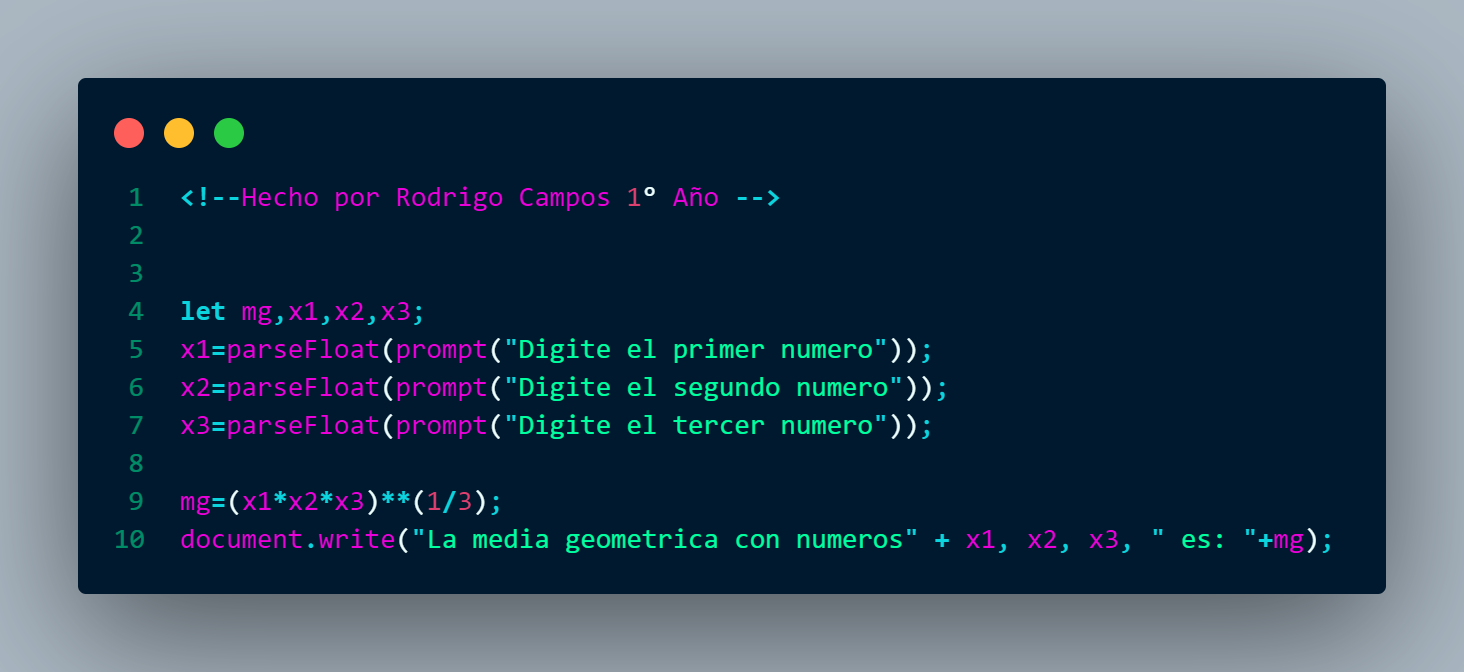 1 <!--Hecho por Rodrigo Campos 1º Año -->
2
3
4 let mg,x1,x2,x3;
5 x1=parseFloat(prompt("Digite el primer numero"));
6 x2=parseFloat(prompt("Digite el segundo numero"));
7 x3=parseFloat(prompt("Digite el tercer numero"));
8
9 mg=(x1*x2*x3)**(1/3);
10 document.write("La media geometrica con numeros" + x1, x2, x3, " es: "+mg);